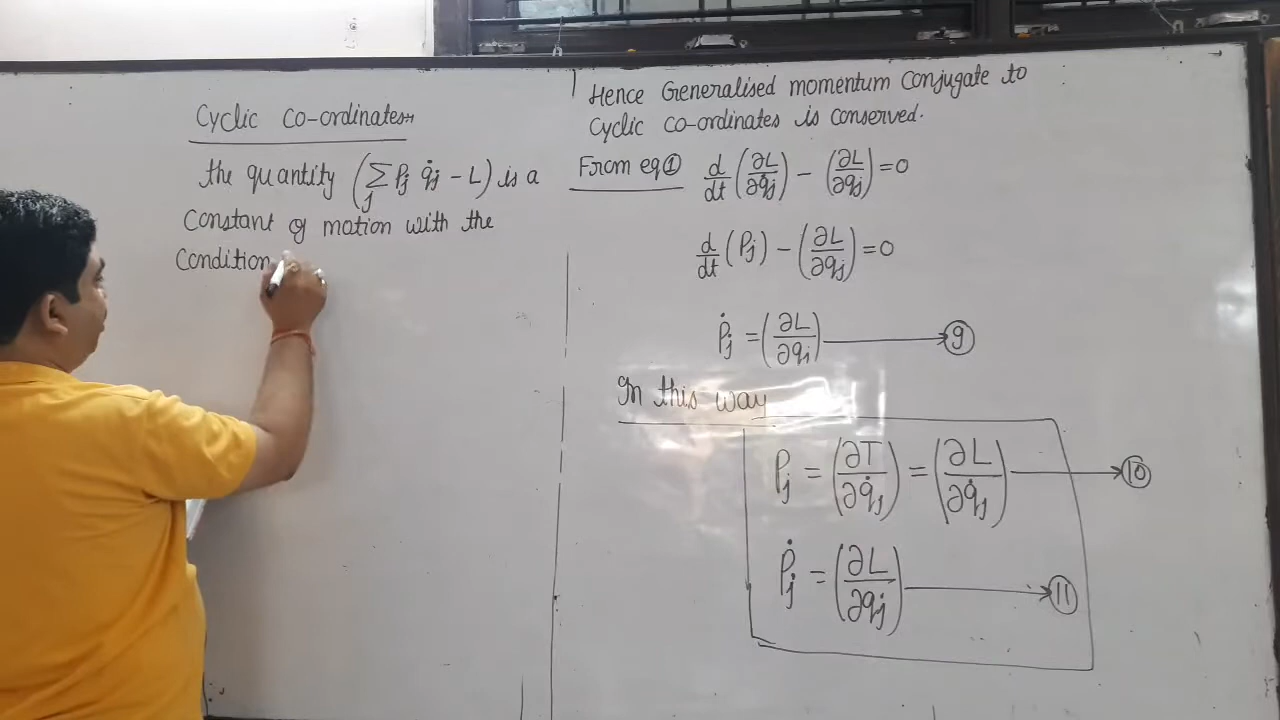 Cyclic Co-ordinates
the quantity (∑j Pj q̇j - L) is a
Constant of motion with the
Condition
Hence Generalised momentum Conjugate to
Cyclic co-ordinates is conserved.
From eq ① d/dt (∂L/∂q̇j) - (∂L/∂qj) = 0
d/dt (Pj) - (∂L/∂qj) = 0
Ṗj = (∂L/∂qj) → ⑨
In this way
Pj = (∂T/∂q̇j) = (∂L/∂q̇j) → ⑩
Ṗj = (∂L/∂qj) → ⑪